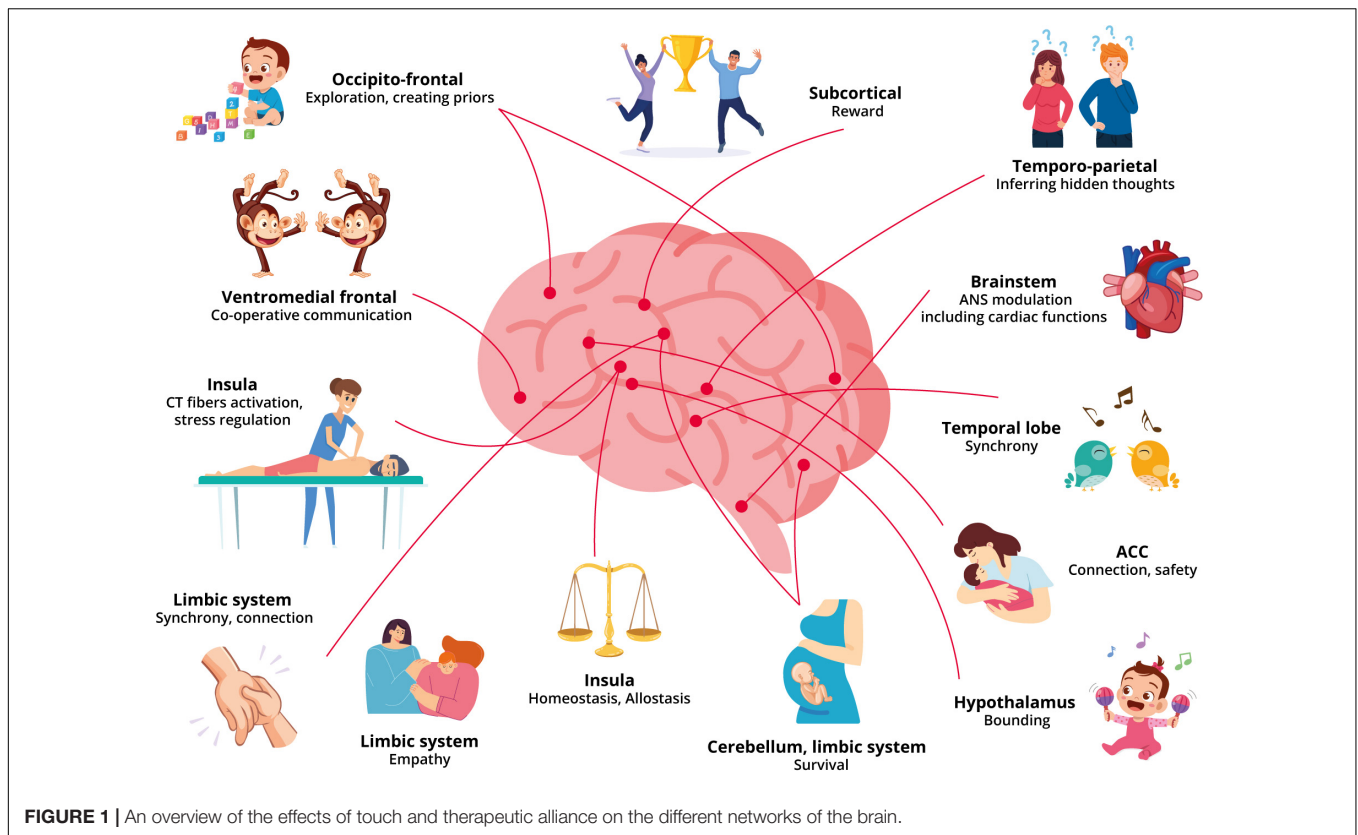 Occipito-frontal
Exploration, creating priors
Subcortical
Reward
Temporo-parietal
Inferring hidden thoughts
Ventromedial frontal
Co-operative communication
Brainstem
ANS modulation
including cardiac functions
Insula
CT fibers activation,
stress regulation
Temporal lobe
Synchrony
ACC
Connection, safety
Limbic system
Synchrony, connection
Insula
Homeostasis, Allostasis
Hypothalamus
Bounding
Limbic system
Empathy
Cerebellum, limbic system
Survival
FIGURE 1 | An overview of the effects of touch and therapeutic alliance on the different networks of the brain.